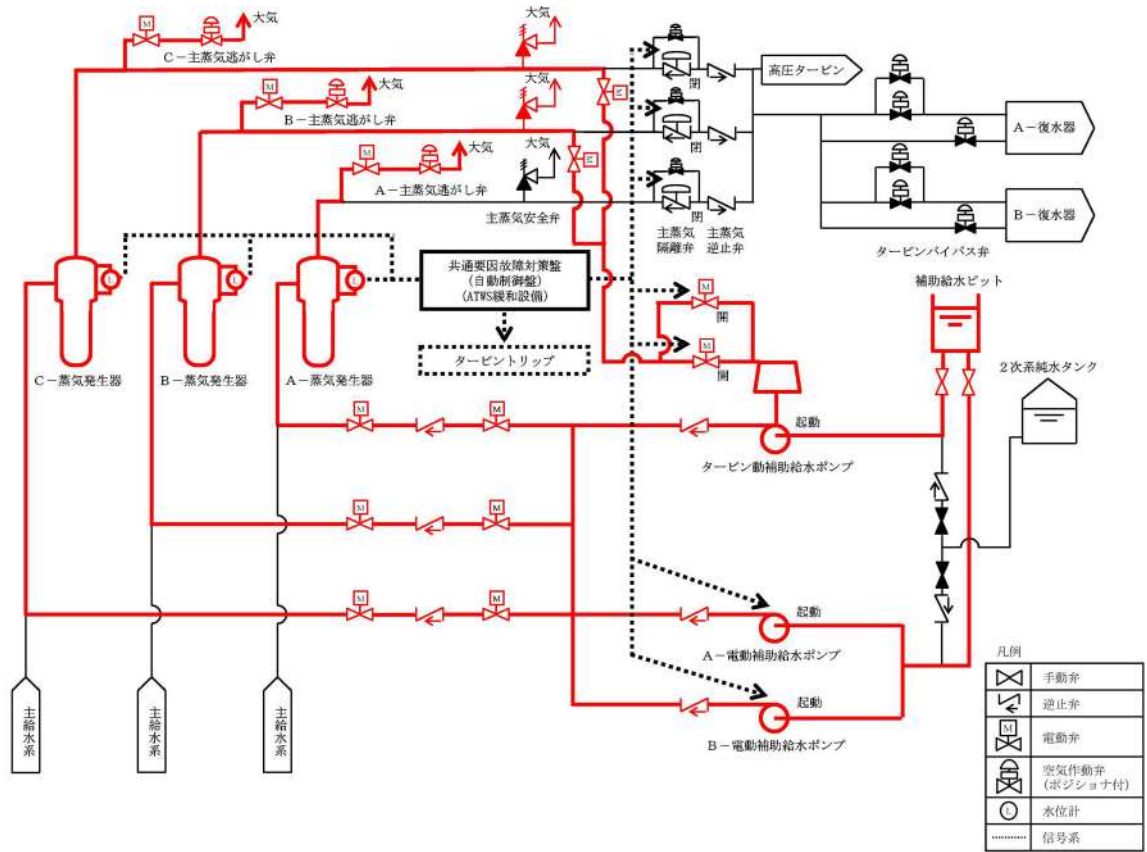 大気
M
C－主蒸気逃がし弁
大気
大気
M
B－主蒸気逃がし弁
大気
大気
M
A－主蒸気逃がし弁
大気
主蒸気安全弁
M
M
閉
閉
閉
主蒸気
隔離弁
主蒸気
逆止弁
高圧タービン
A－復水器
B－復水器
タービンバイパス弁
L
L
L
C－蒸気発生器
B－蒸気発生器
A－蒸気発生器
共通要因故障対策盤
(自動制御盤)
(ATWS緩和設備)
タービントリップ
M
開
M
開
補助給水ピット
2次系純水タンク
M
M
起動
タービン動補助給水ポンプ
M
M
M
M
起動
A－電動補助給水ポンプ
起動
B－電動補助給水ポンプ
主給水系
主給水系
主給水系
凡例
手動弁
逆止弁
M
電動弁
空気作動弁
(ポジショナ付)
L
水位計
信号系